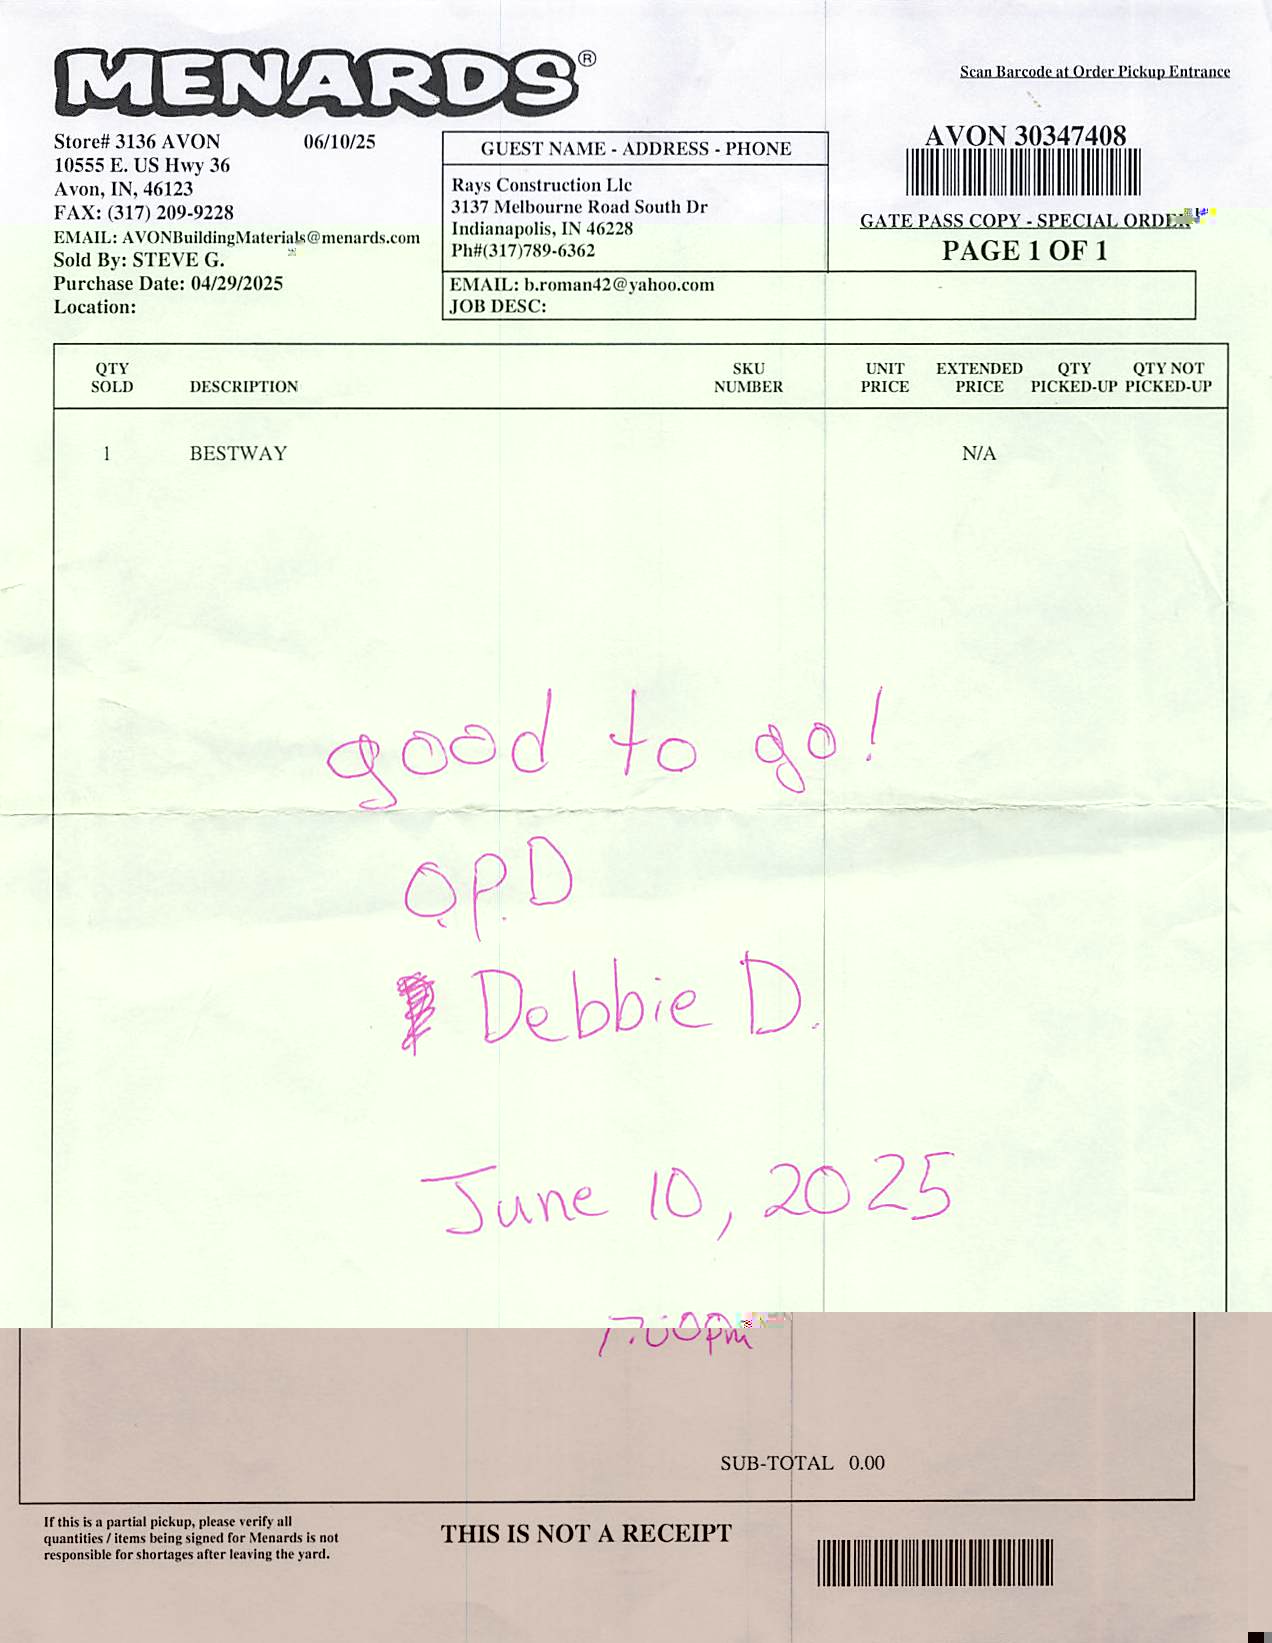 MENARDS®
Scan Barcode at Order Pickup Entrance
Store# 3136 AVON 06/10/25
10555 E. US Hwy 36
Avon, IN, 46123
FAX: (317) 209-9228
EMAIL: AVONBuildingMaterials@menards.com
Sold By: STEVE G.
Purchase Date: 04/29/2025
Location:
GUEST NAME - ADDRESS - PHONE
Rays Construction Llc
3137 Melbourne Road South Dr
Indianapolis, IN 46228
Ph#(317)789-6362
EMAIL: b.roman42@yahoo.com
JOB DESC:
AVON 30347408
GATE PASS COPY - SPECIAL ORDER
PAGE 1 OF 1
QTY SOLD DESCRIPTION SKU NUMBER UNIT PRICE EXTENDED PRICE QTY PICKED-UP QTY NOT PICKED-UP
1 BESTWAY N/A
good to go!
O.P.D
Debbie D.
June 10, 2025
7:00pm
SUB-TOTAL 0.00
If this is a partial pickup, please verify all
quantities / items being signed for Menards is not
responsible for shortages after leaving the yard.
THIS IS NOT A RECEIPT